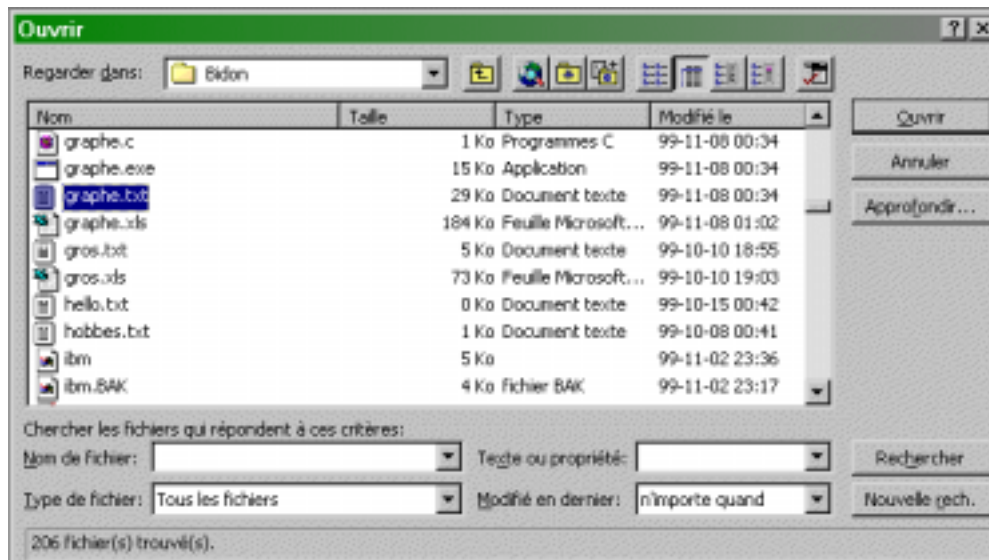 Ouvrir
Regarder dans: Bidon
Nom Taille Type Modifié le
graphe.c 1 Ko Programmes C 99-11-08 00:34
graphe.exe 15 Ko Application 99-11-08 00:34
graphe.txt 29 Ko Document texte 99-11-08 00:34
graphe.xls 184 Ko Feuille Microsoft... 99-11-08 01:02
gros.txt 5 Ko Document texte 99-10-10 18:55
gros.xls 73 Ko Feuille Microsoft... 99-10-10 19:03
hello.txt 0 Ko Document texte 99-10-15 00:42
hobbes.txt 1 Ko Document texte 99-10-08 00:41
ibm 5 Ko 99-11-02 23:36
ibm.BAK 4 Ko Fichier BAK 99-11-02 23:17
Ouvrir
Annuler
Approfondir...
Chercher les fichiers qui répondent à ces critères:
Nom de fichier: Texte ou propriété: Rechercher
Type de fichier: Tous les fichiers Modifié en dernier: n'importe quand Nouvelle rech.
206 fichier(s) trouvé(s).